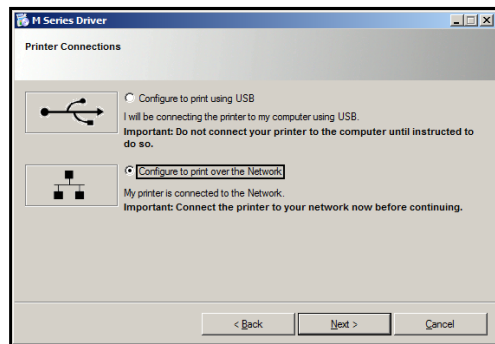 M Series Driver
Printer Connections
Configure to print using USB
I will be connecting the printer to my computer using USB.
Important: Do not connect your printer to the computer until instructed to
do so.
Configure to print over the Network
My printer is connected to the Network.
Important: Connect the printer to your network now before continuing.
< Back
Next >
Cancel